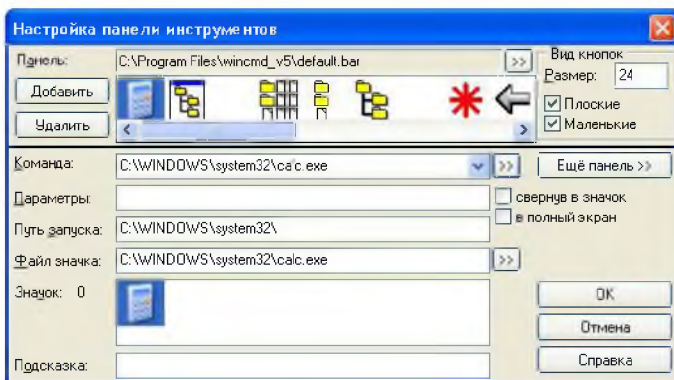 Настройка панели инструментов
Панель: C:\Program Files\wincmd_v5\default.bar >>
Вид кнопок
Размер: 24
Добавить
Удалить
Плоские
Маленькие
Команда: C:\WINDOWS\system32\calc.exe >> Ещё панель >>
Параметры:
свернув в значок
в полный экран
Путь запуска: C:\WINDOWS\system32\
Файл значка: C:\WINDOWS\system32\calc.exe >>
Значок: 0
OK
Отмена
Подсказка:
Справка